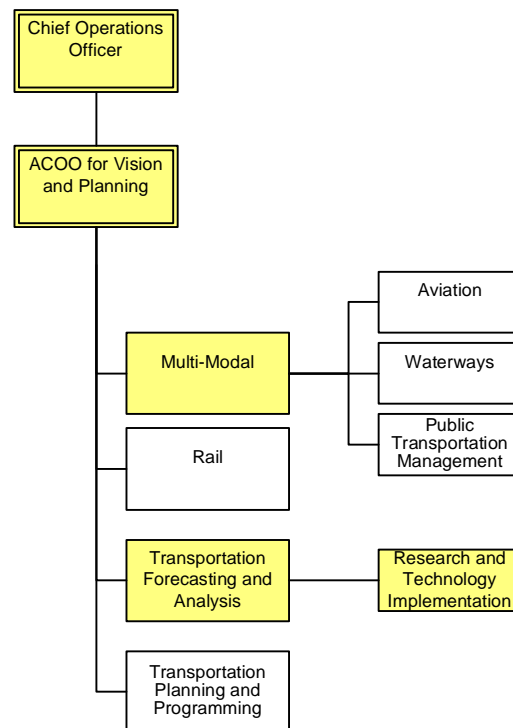 Chief Operations
Officer
ACOO for Vision
and Planning
Aviation
Multi-Modal
Waterways
Public
Transportation
Management
Rail
Transportation
Forecasting and
Analysis
Research and
Technology
Implementation
Transportation
Planning and
Programming